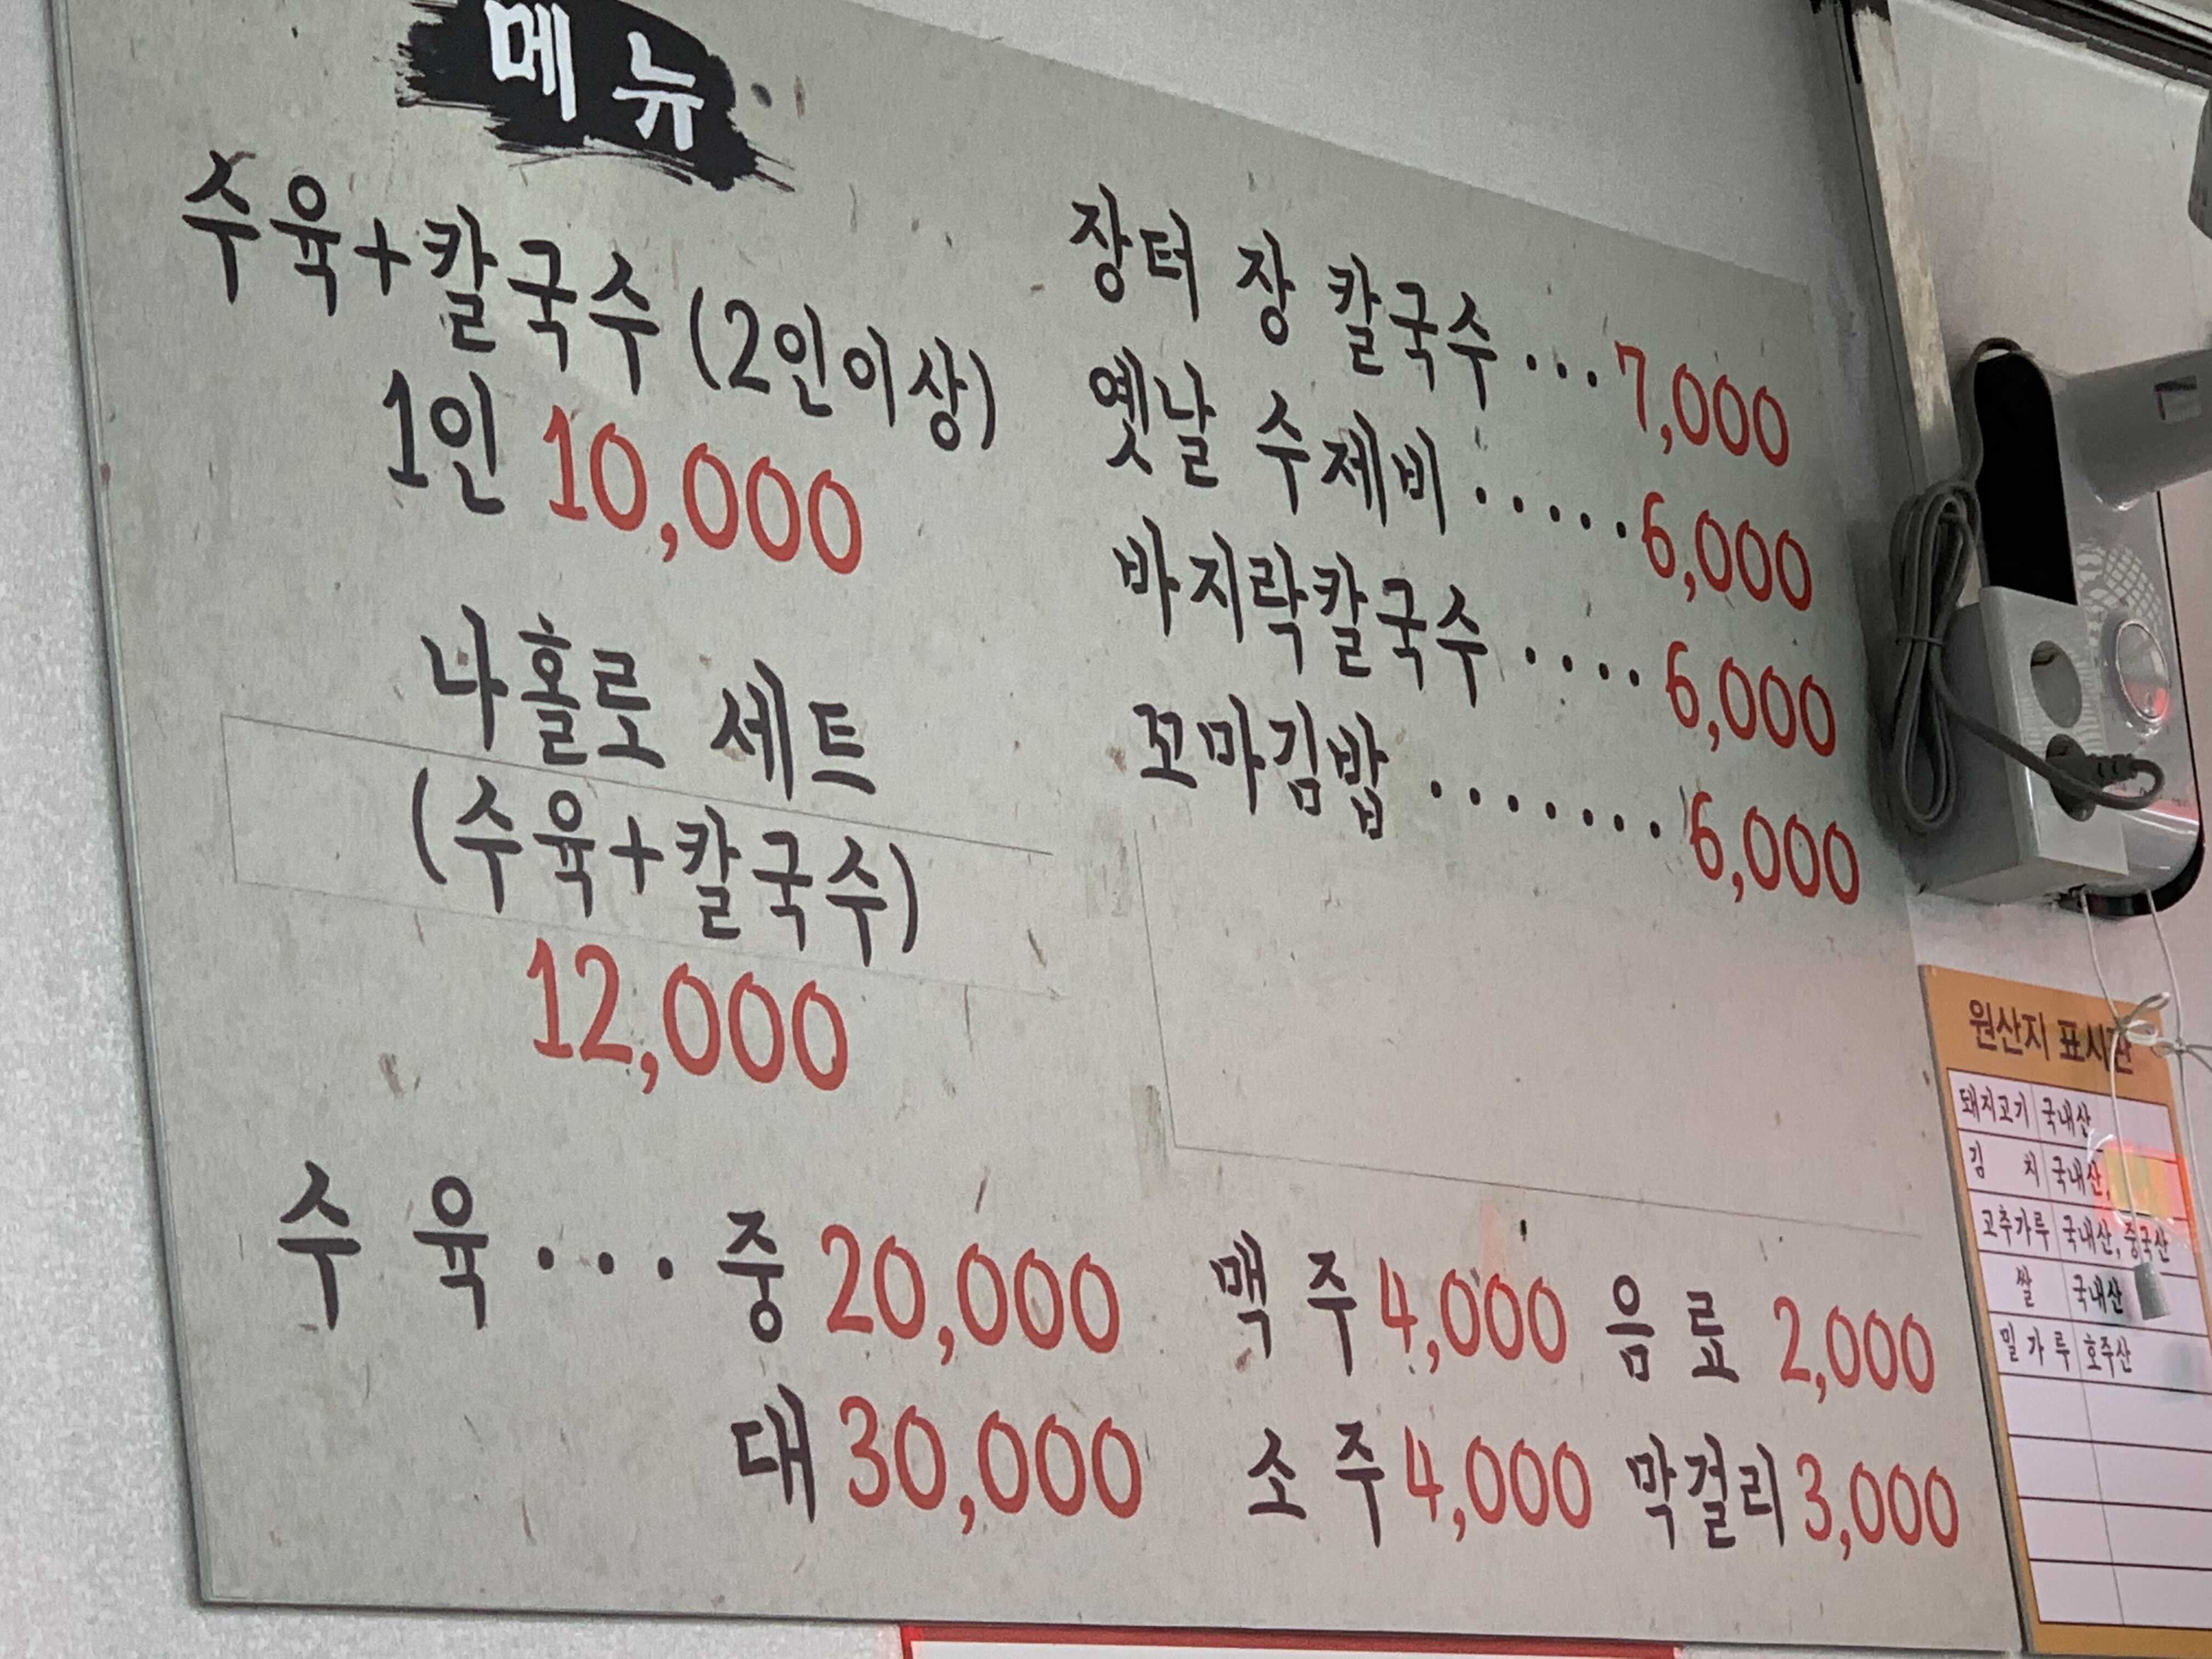 메뉴
수육+칼국수 (2인이상)
1인 10,000
나홀로 세트
(수육+칼국수)
12,000
수 육 ... 중 20,000
대 30,000
장터 장 칼국수 ... 7,000
옛날 수제비 ..... 6,000
바지락칼국수 .... 6,000
꼬마김밥 ....... 6,000
맥 주 4,000 음 료 2,000
소 주 4,000 막걸리 3,000
원산지 표시판
돼지고기 국내산
김 치 국내산,
고추가루 국내산, 중국산
쌀 국내산
밀 가 루 호주산